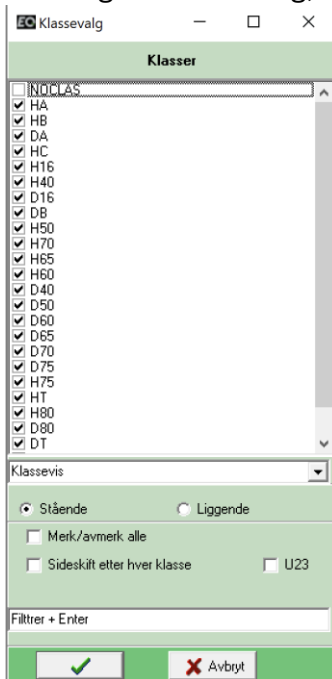 EQ Klassevalg
Klasser
NOCLAS
HA
HB
DA
HC
H16
H40
D16
DB
H50
H70
H65
H60
D40
D50
D60
D65
D70
D75
H75
HT
H80
D80
DT
Klassevis
Stående Liggende
Merk/avmerk alle
Sideskift etter hver klasse U23
Filtrer + Enter
Avbryt